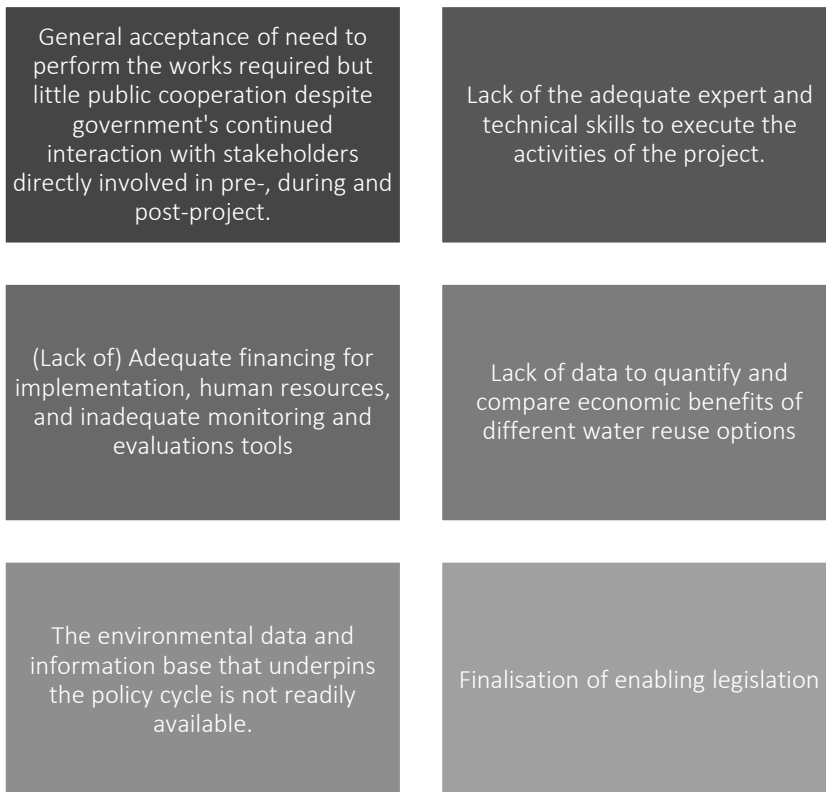 General acceptance of need to
perform the works required but
little public cooperation despite
government's continued
interaction with stakeholders
directly involved in pre-, during and
post-project.
Lack of the adequate expert and
technical skills to execute the
activities of the project.
(Lack of) Adequate financing for
implementation, human resources,
and inadequate monitoring and
evaluations tools
Lack of data to quantify and
compare economic benefits of
different water reuse options
The environmental data and
information base that underpins
the policy cycle is not readily
available.
Finalisation of enabling legislation